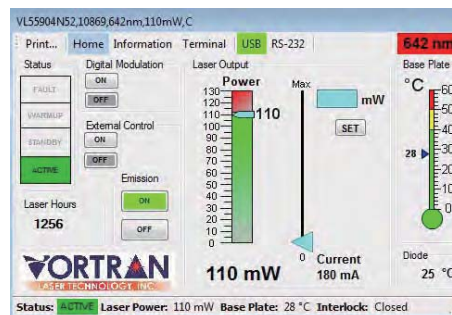 VL55904N52,10869,642nm,110mW,C
Print... Home Information Terminal USB RS-232 642 nm
Status Digital Modulation Laser Output Base Plate
FAULT
WARMUP
STANDBY
ACTIVE
ON
OFF
External Control
ON
OFF
Emission
ON
OFF
Laser Hours
1256
VORTRAN
LASER TECHNOLOGY, INC.
Power
130
120
110
100
90
80
70
60
50
40
30
20
10
0
110
110 mW
Max
0
mW
SET
Current
180 mA
°C
60
50
40
30
20
10
0
28
Diode
25 °C
Status: ACTIVE Laser Power: 110 mW Base Plate: 28 °C Interlock: Closed